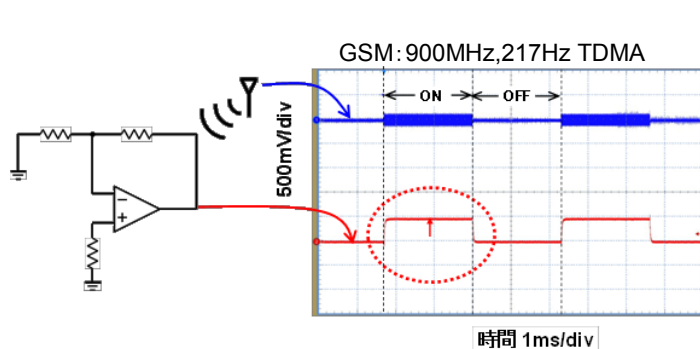 GSM：900MHz,217Hz TDMA
ON
OFF
500mV/div
−
+
時間 1ms/div